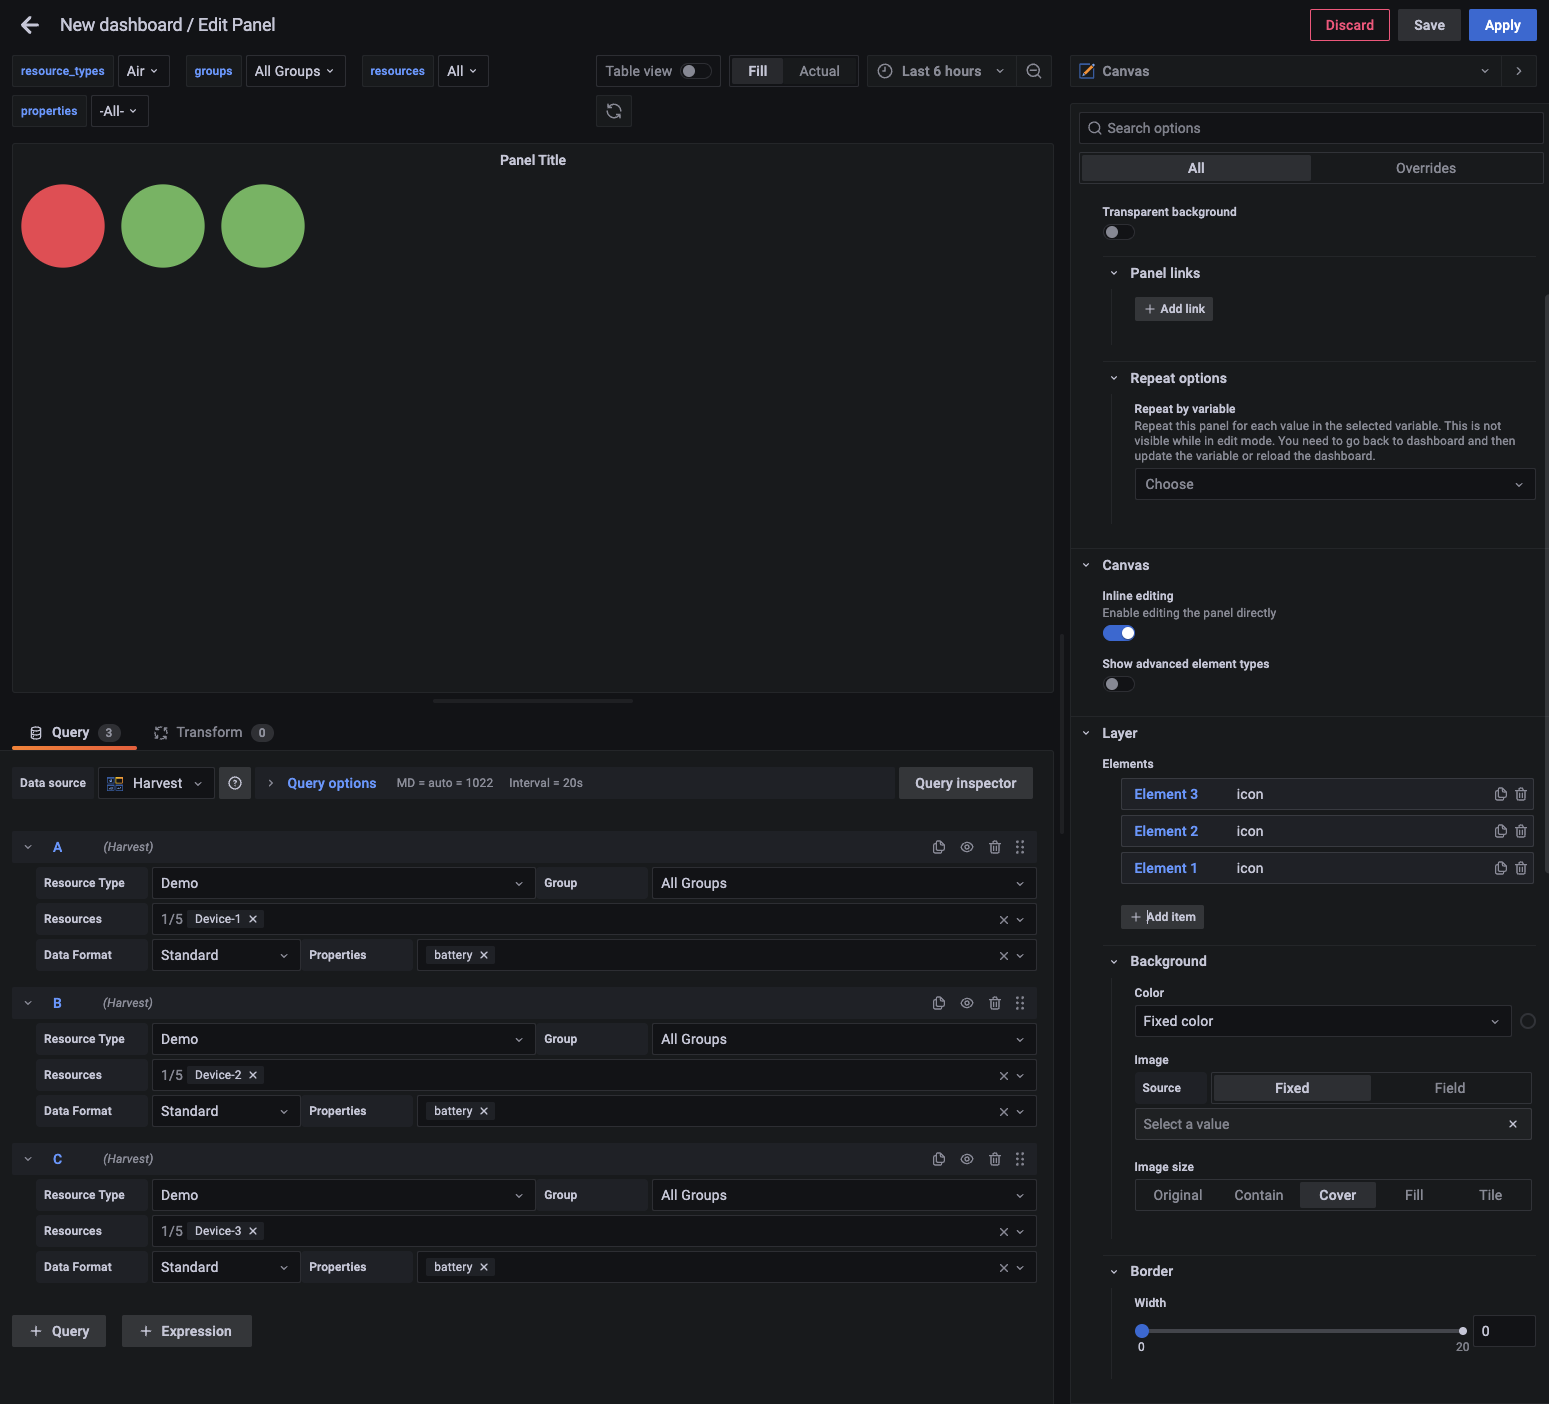 New dashboard / Edit Panel
Discard
Save
Apply
resource_types
Air
groups
All Groups
resources
All
Table view
Fill
Actual
Last 6 hours
Canvas
properties
-All-
Panel Title
Search options
All
Overrides
Transparent background
Panel links
Add link
Repeat options
Repeat by variable
Repeat this panel for each value in the selected variable. This is not
visible while in edit mode. You need to go back to dashboard and then
update the variable or reload the dashboard.
Choose
Canvas
Inline editing
Enable editing the panel directly
Show advanced element types
Layer
Elements
Element 3 icon
Element 2 icon
Element 1 icon
Add item
Background
Color
Fixed color
Image
Source
Fixed
Field
Select a value
Image size
Original
Contain
Cover
Fill
Tile
Border
Width
0
0
20
Query 3
Transform 0
Data source
Harvest
Query options
MD = auto = 1022
Interval = 20s
Query inspector
A (Harvest)
Resource Type Demo
Group All Groups
Resources 1/5 Device-1
Data Format Standard
Properties battery
B (Harvest)
Resource Type Demo
Group All Groups
Resources 1/5 Device-2
Data Format Standard
Properties battery
C (Harvest)
Resource Type Demo
Group All Groups
Resources 1/5 Device-3
Data Format Standard
Properties battery
+ Query
+ Expression